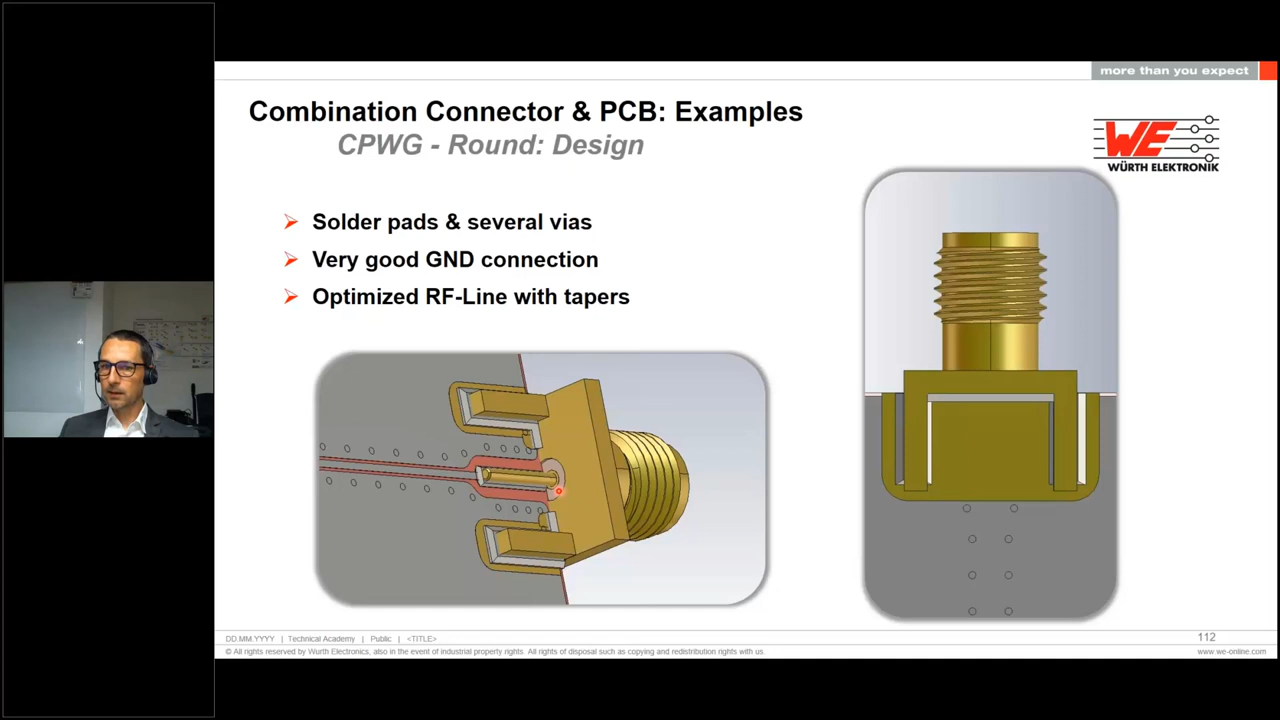 more than you expect
Combination Connector & PCB: Examples
CPWG - Round: Design
WE
WÜRTH ELEKTRONIK
Solder pads & several vias
Very good GND connection
Optimized RF-Line with tapers
DD.MM.YYYY | Technical Academy | Public | <TITLE>
112
© All rights reserved by Wurth Electronics, also in the event of industrial property rights. All rights of disposal such as copying and redistribution rights with us.
www.we-online.com